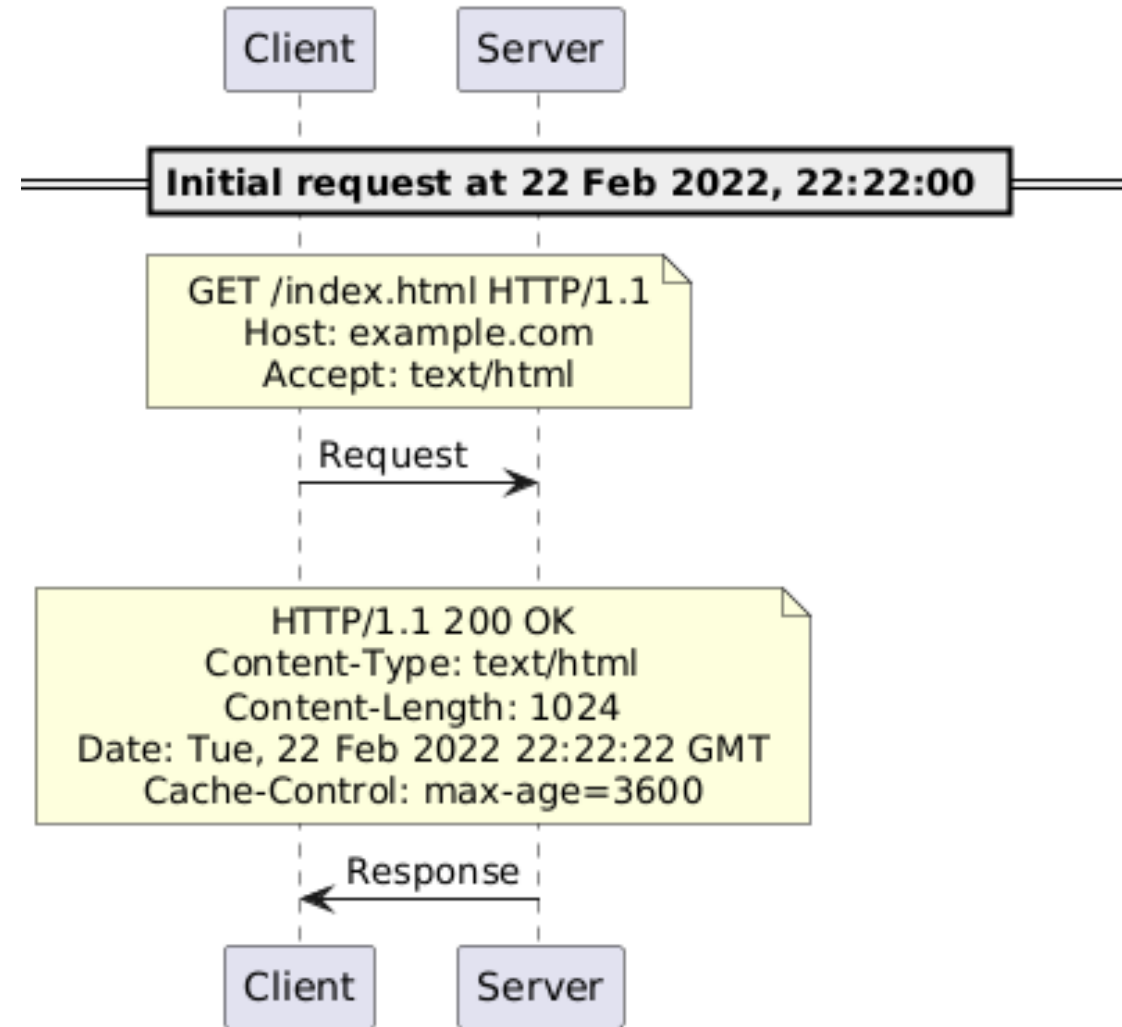 Client
Server
Initial request at 22 Feb 2022, 22:22:00
GET /index.html HTTP/1.1
Host: example.com
Accept: text/html
Request
HTTP/1.1 200 OK
Content-Type: text/html
Content-Length: 1024
Date: Tue, 22 Feb 2022 22:22:22 GMT
Cache-Control: max-age=3600
Response
Client
Server